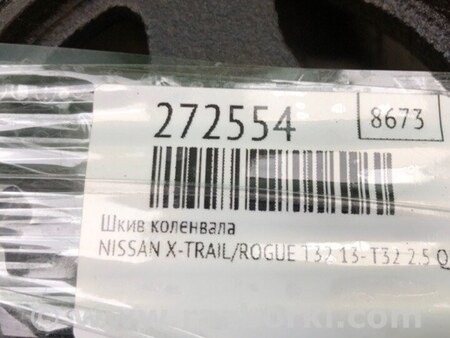 272554
8673
Шкив коленвала
NISSAN X-TRAIL/ROGUE T32 13- T32 2.5 Q